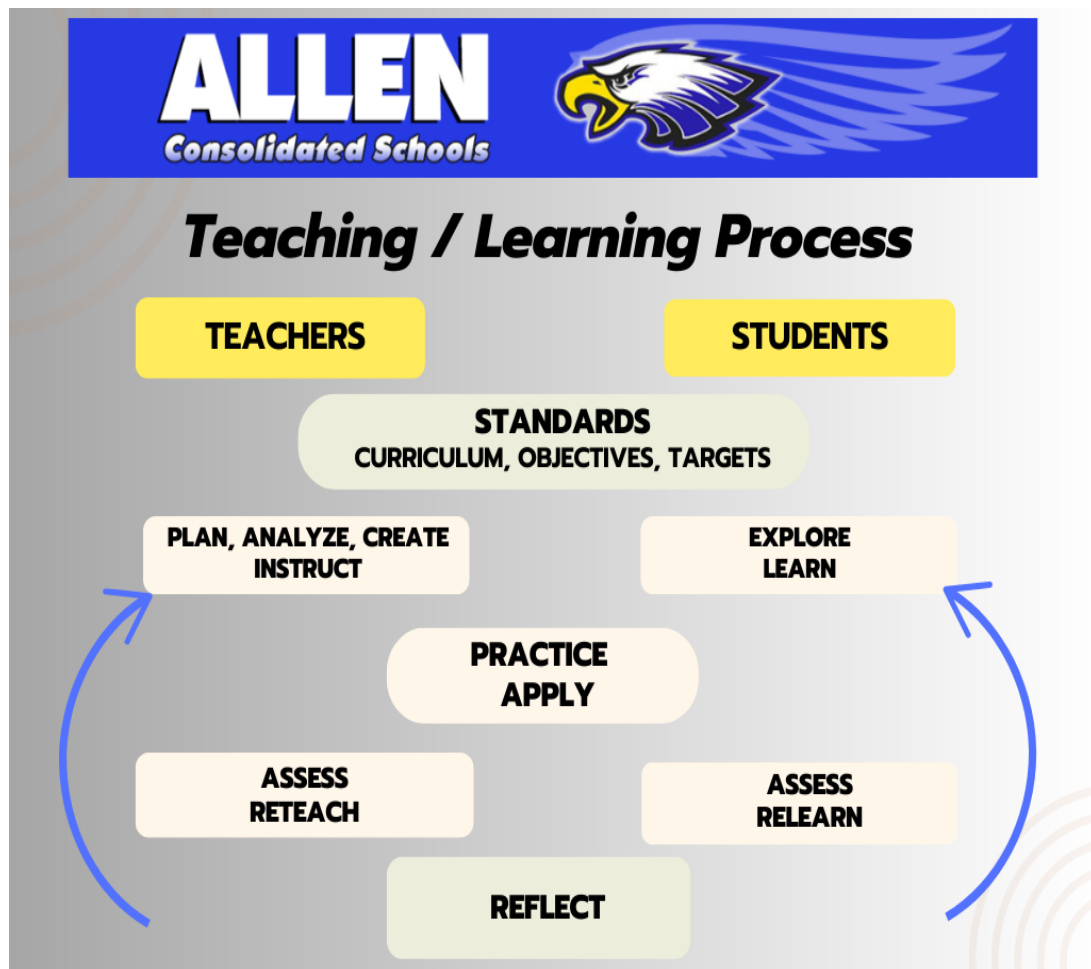 ALLEN
Consolidated Schools
Teaching / Learning Process
TEACHERS
STUDENTS
STANDARDS
CURRICULUM, OBJECTIVES, TARGETS
PLAN, ANALYZE, CREATE
INSTRUCT
EXPLORE
LEARN
PRACTICE
APPLY
ASSESS
RETEACH
ASSESS
RELEARN
REFLECT